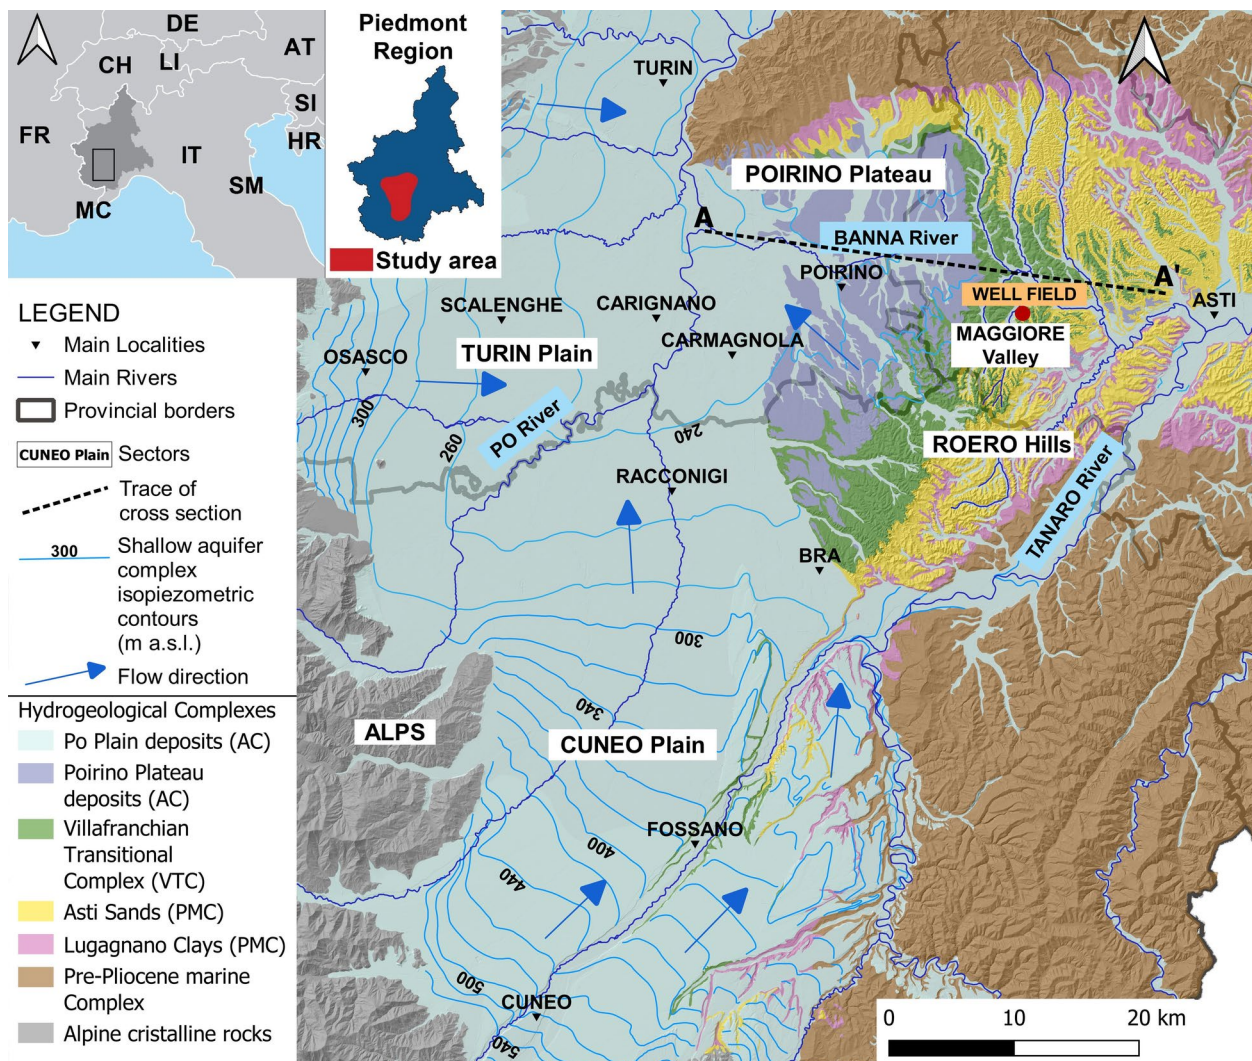 DE
AT
CH
LI
SI
FR
HR
IT
SM
MC
Piedmont
Region
Study area
LEGEND
Main Localities
Main Rivers
Provincial borders
CUNEO Plain
Sectors
Trace of
cross section
300
Shallow aquifer
complex
isopiezometric
contours
(m a.s.l.)
Flow direction
Hydrogeological Complexes
Po Plain deposits (AC)
Poirino Plateau
deposits (AC)
Villafranchian
Transitional
Complex (VTC)
Asti Sands (PMC)
Lugagnano Clays (PMC)
Pre-Pliocene marine
Complex
Alpine cristalline rocks
TURIN
POIRINO Plateau
A
BANNA River
POIRINO
A'
WELL FIELD
ASTI
SCALENGHE
CARIGNANO
MAGGIORE
Valley
OSASCO
TURIN Plain
CARMAGNOLA
300
PO River
260
240
ROERO Hills
RACCONIGI
TANARO River
BRA
300
340
ALPS
CUNEO Plain
FOSSANO
400
440
500
CUNEO
540
0
10
20 km